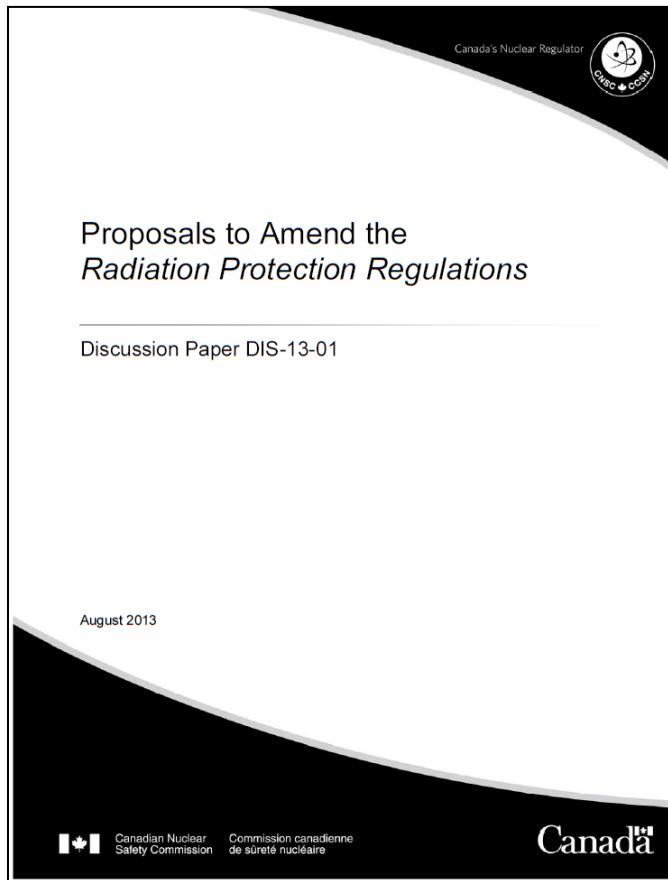 Canada's Nuclear Regulator
CNSC CCSN
Proposals to Amend the
Radiation Protection Regulations
Discussion Paper DIS-13-01
August 2013
Canadian Nuclear
Safety Commission
Commission canadienne
de sûreté nucléaire
Canada